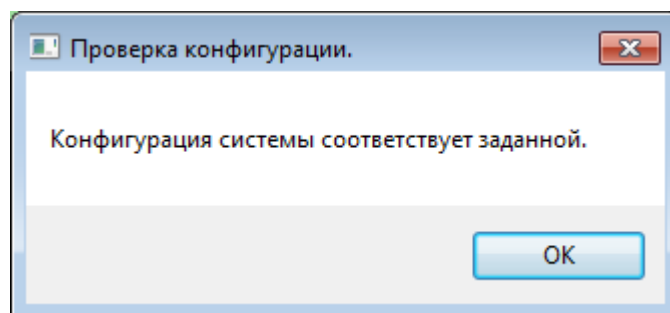 Проверка конфигурации.
Конфигурация системы соответствует заданной.
OK